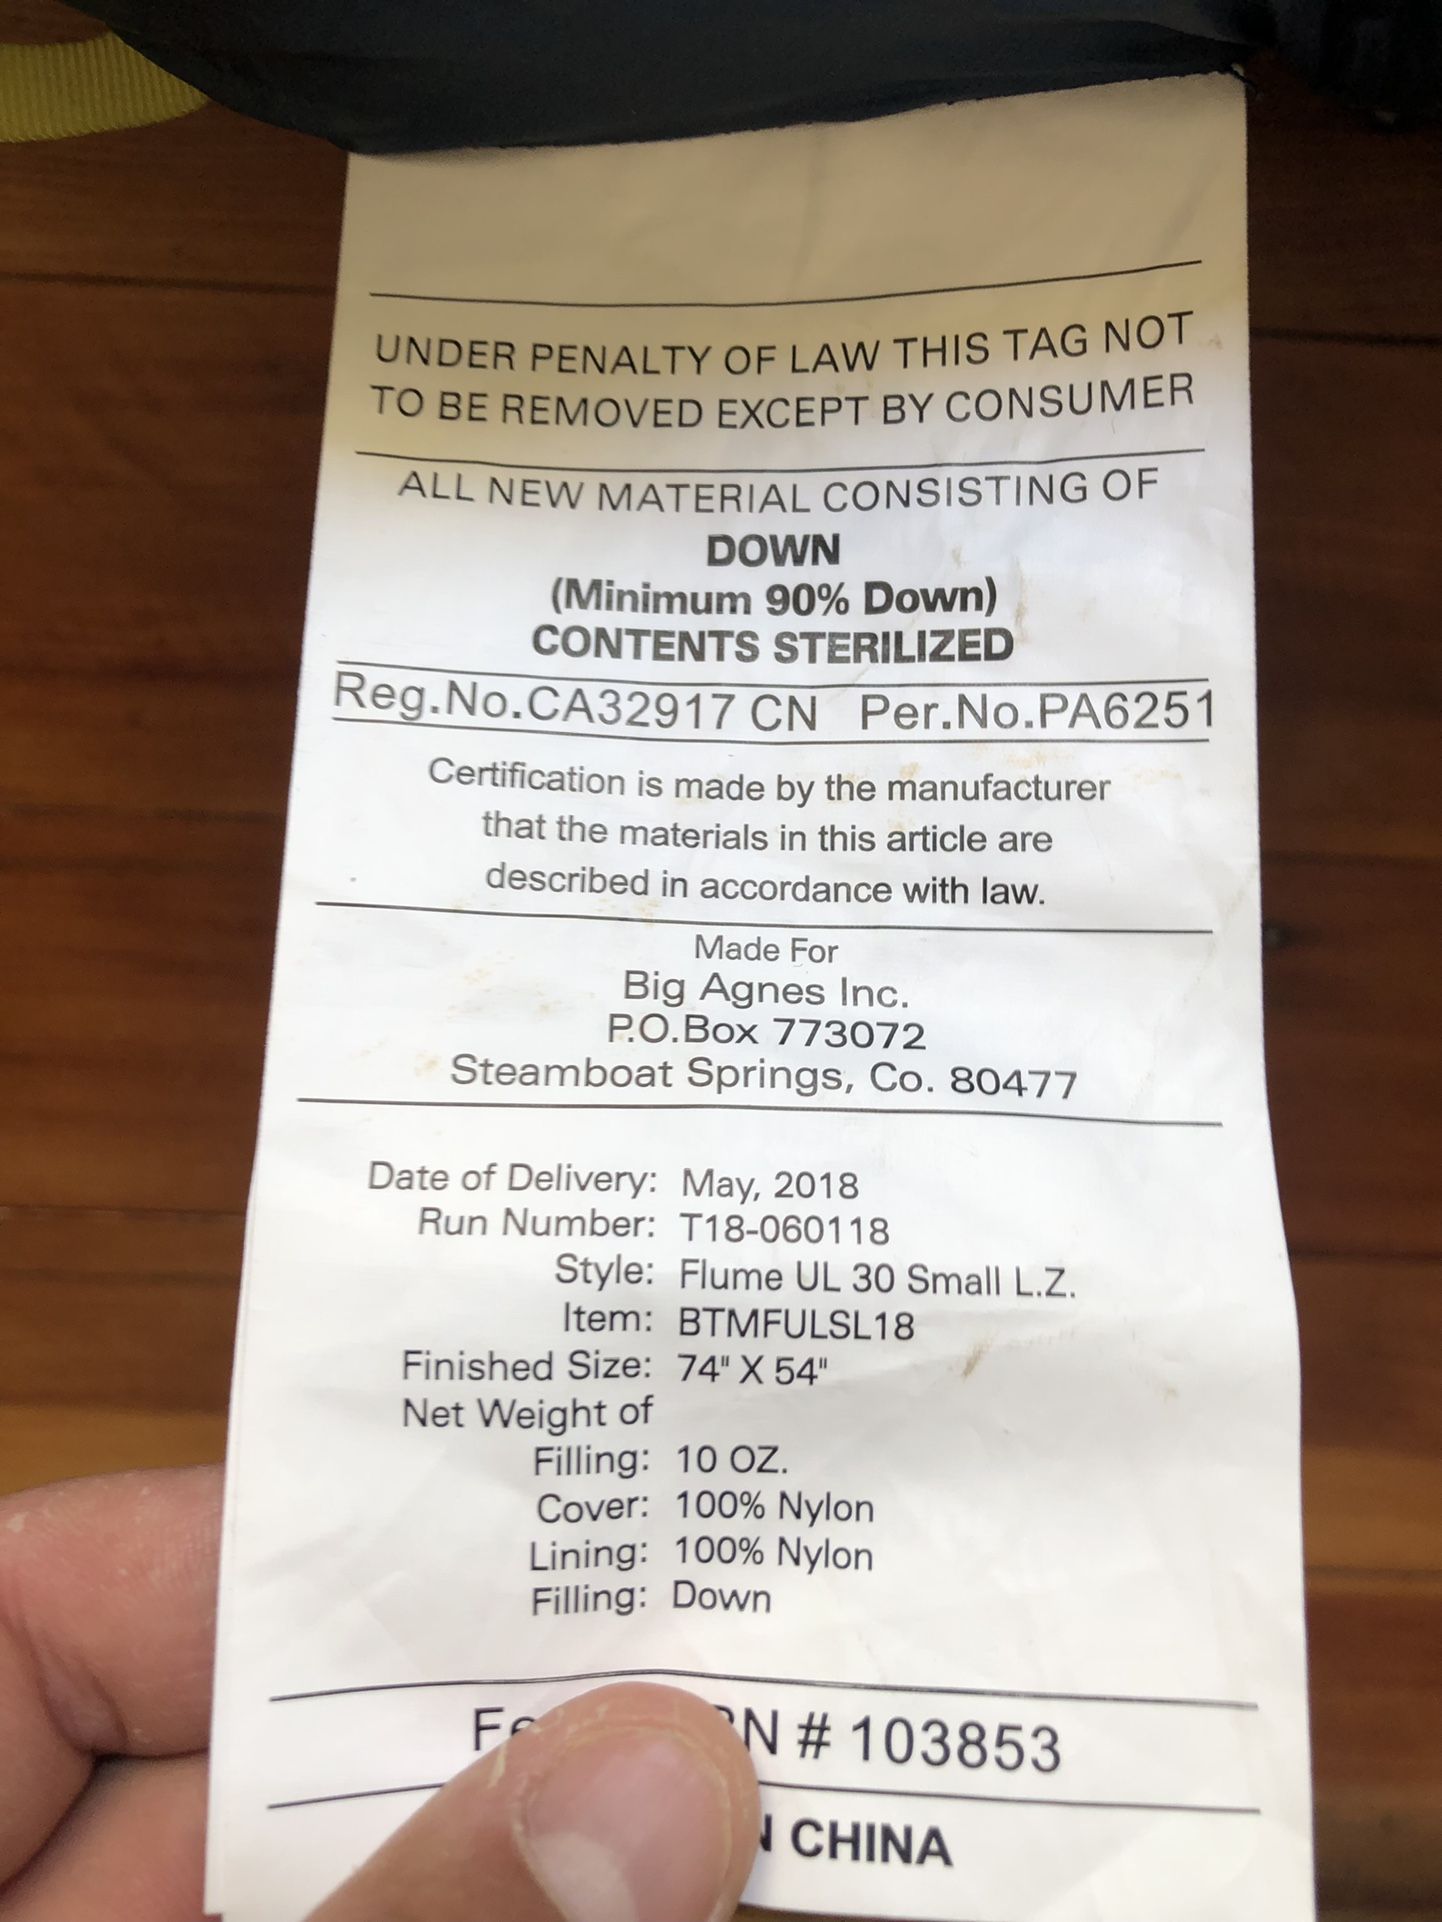 UNDER PENALTY OF LAW THIS TAG NOT
TO BE REMOVED EXCEPT BY CONSUMER
ALL NEW MATERIAL CONSISTING OF
DOWN
(Minimum 90% Down)
CONTENTS STERILIZED
Reg.No.CA32917 CN Per.No.PA6251
Certification is made by the manufacturer
that the materials in this article are
described in accordance with law.
Made For
Big Agnes Inc.
P.O.Box 773072
Steamboat Springs, Co. 80477
Date of Delivery: May, 2018
Run Number: T18-060118
Style: Flume UL 30 Small L.Z.
Item: BTMFULSL18
Finished Size: 74" X 54"
Net Weight of
Filling: 10 OZ.
Cover: 100% Nylon
Lining: 100% Nylon
Filling: Down
# 103853
CHINA